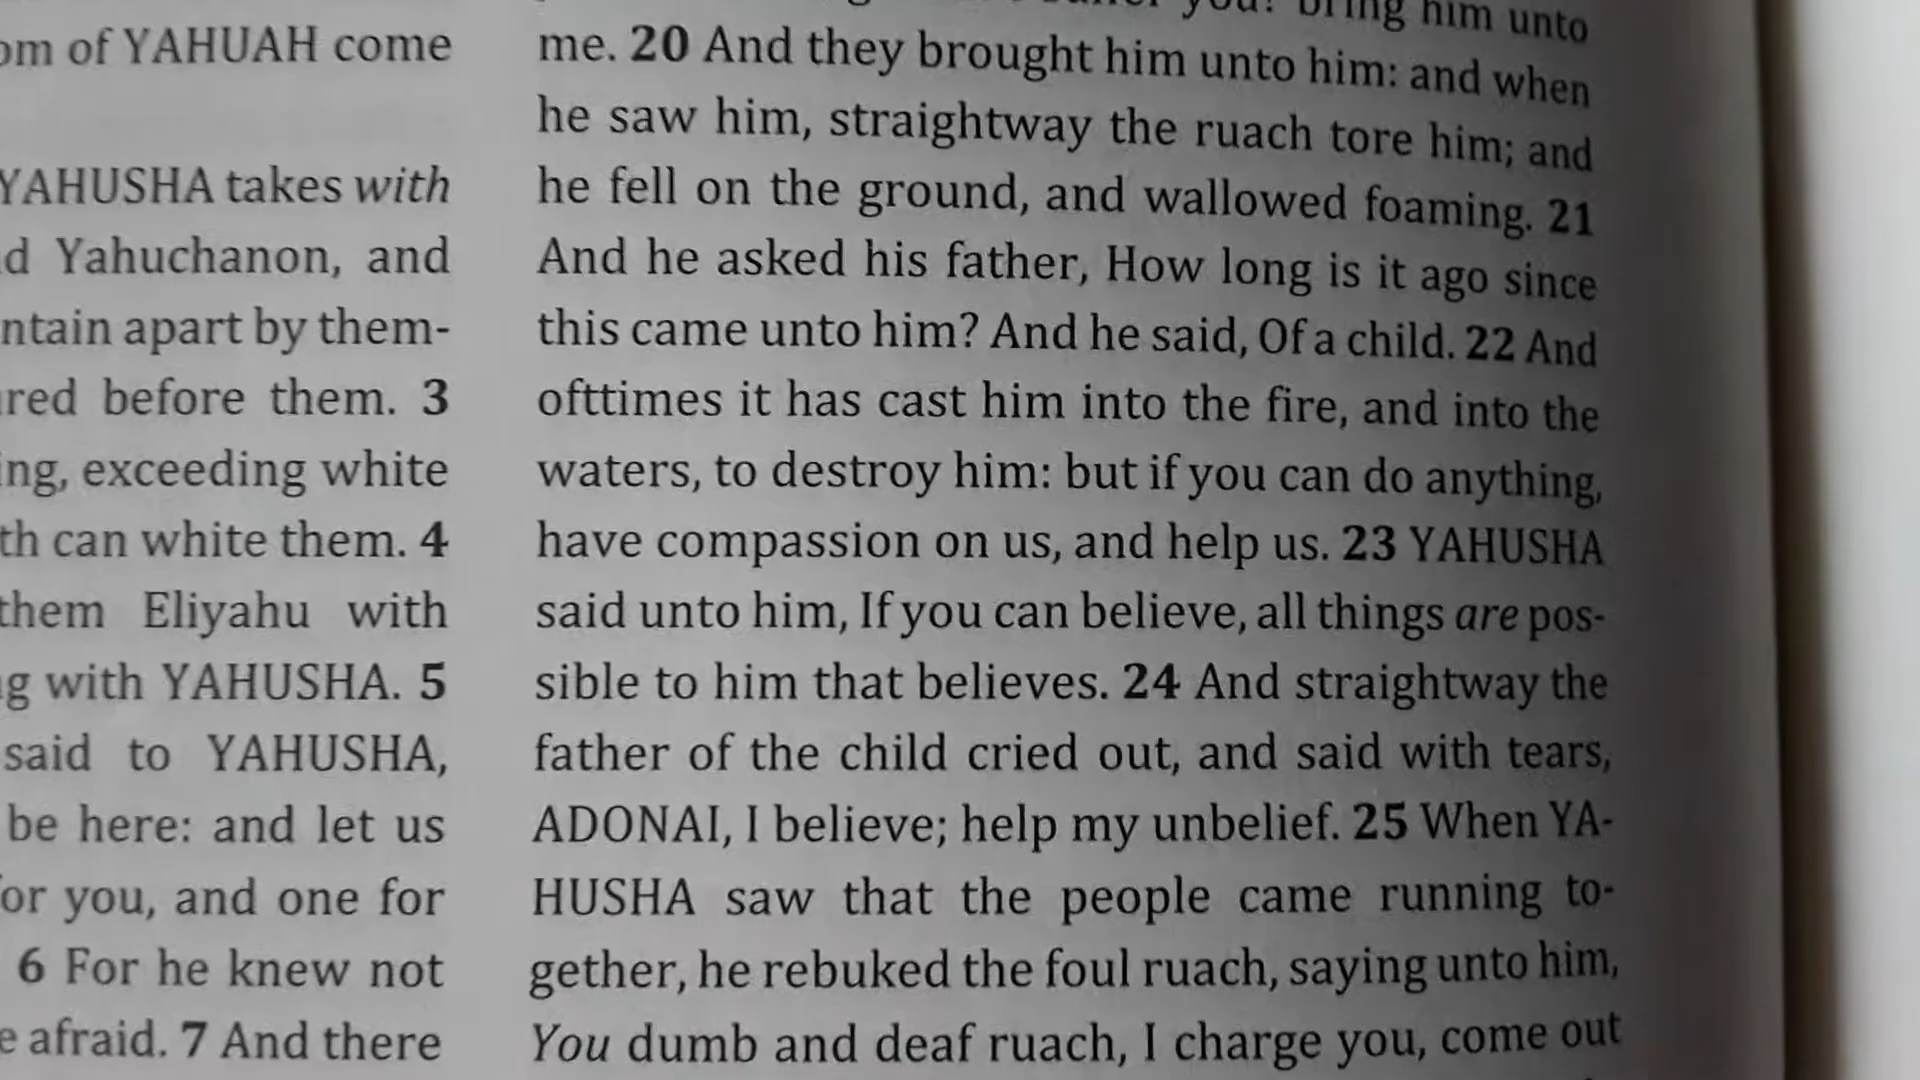 of YAHUAH come
YAHUSHA takes with
Yahuchanon, and
apart by them-
before them. 3
exceeding white
can white them. 4
them Eliyahu with
with YAHUSHA. 5
said to YAHUSHA,
be here: and let us
for you, and one for
6 For he knew not
afraid. 7 And there
you? bring him unto
me. 20 And they brought him unto him: and when
he saw him, straightway the ruach tore him; and
he fell on the ground, and wallowed foaming. 21
And he asked his father, How long is it ago since
this came unto him? And he said, Of a child. 22 And
ofttimes it has cast him into the fire, and into the
waters, to destroy him: but if you can do anything,
have compassion on us, and help us. 23 YAHUSHA
said unto him, If you can believe, all things are pos-
sible to him that believes. 24 And straightway the
father of the child cried out, and said with tears,
ADONAI, I believe; help my unbelief. 25 When YA-
HUSHA saw that the people came running to-
gether, he rebuked the foul ruach, saying unto him,
You dumb and deaf ruach, I charge you, come out